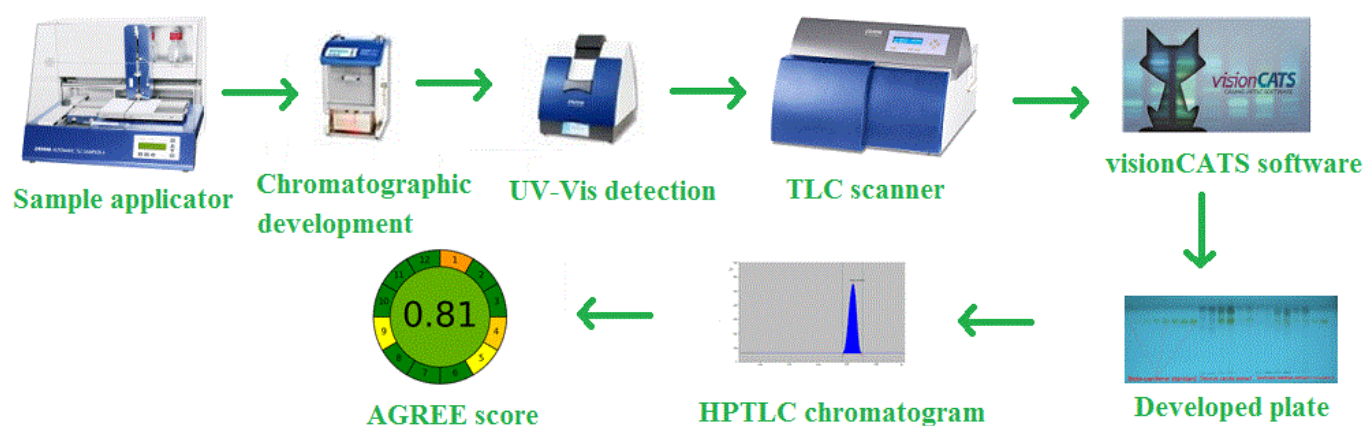 visionCATS
Sample applicator
Chromatographic
development
UV-Vis detection
TLC scanner
visionCATS software
12
1
2
3
4
5
6
7
8
9
10
11
0.81
AGREE score
HPTLC chromatogram
Developed plate